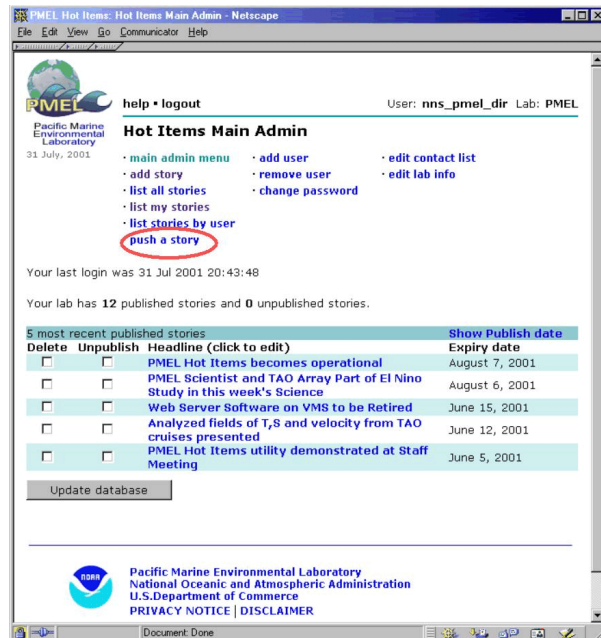 PMEL Hot Items: Hot Items Main Admin - Netscape
File Edit View Go Communicator Help
PMEL
help ▪ logout User: nns_pmel_dir Lab: PMEL
Pacific Marine
Environmental
Laboratory
31 July, 2001
Hot Items Main Admin
· main admin menu · add user · edit contact list
· add story · remove user · edit lab info
· list all stories · change password
· list my stories
· list stories by user
push a story
Your last login was 31 Jul 2001 20:43:48
Your lab has 12 published stories and 0 unpublished stories.
5 most recent published stories Show Publish date
Delete Unpublish Headline (click to edit) Expiry date
PMEL Hot Items becomes operational August 7, 2001
PMEL Scientist and TAO Array Part of El Nino
Study in this week's Science August 6, 2001
Web Server Software on VMS to be Retired June 15, 2001
Analyzed fields of T,S and velocity from TAO
cruises presented June 12, 2001
PMEL Hot Items utility demonstrated at Staff
Meeting June 5, 2001
Update database
NOAA
Pacific Marine Environmental Laboratory
National Oceanic and Atmospheric Administration
U.S.Department of Commerce
PRIVACY NOTICE | DISCLAIMER
Document: Done